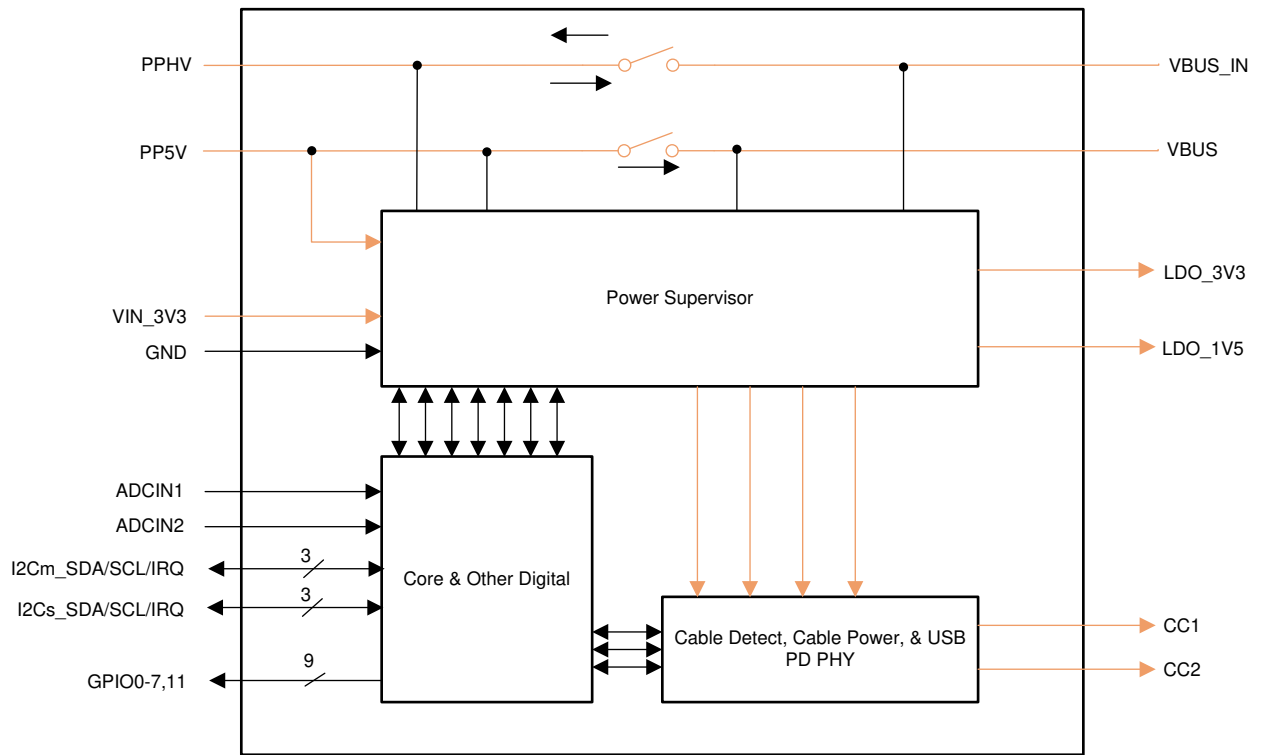 PPHV
VBUS_IN
PP5V
VBUS
Power Supervisor
LDO_3V3
VIN_3V3
GND
LDO_1V5
ADCIN1
ADCIN2
3
I2Cm_SDA/SCL/IRQ
Core & Other Digital
3
I2Cs_SDA/SCL/IRQ
Cable Detect, Cable Power, & USB
PD PHY
CC1
CC2
9
GPIO0-7,11